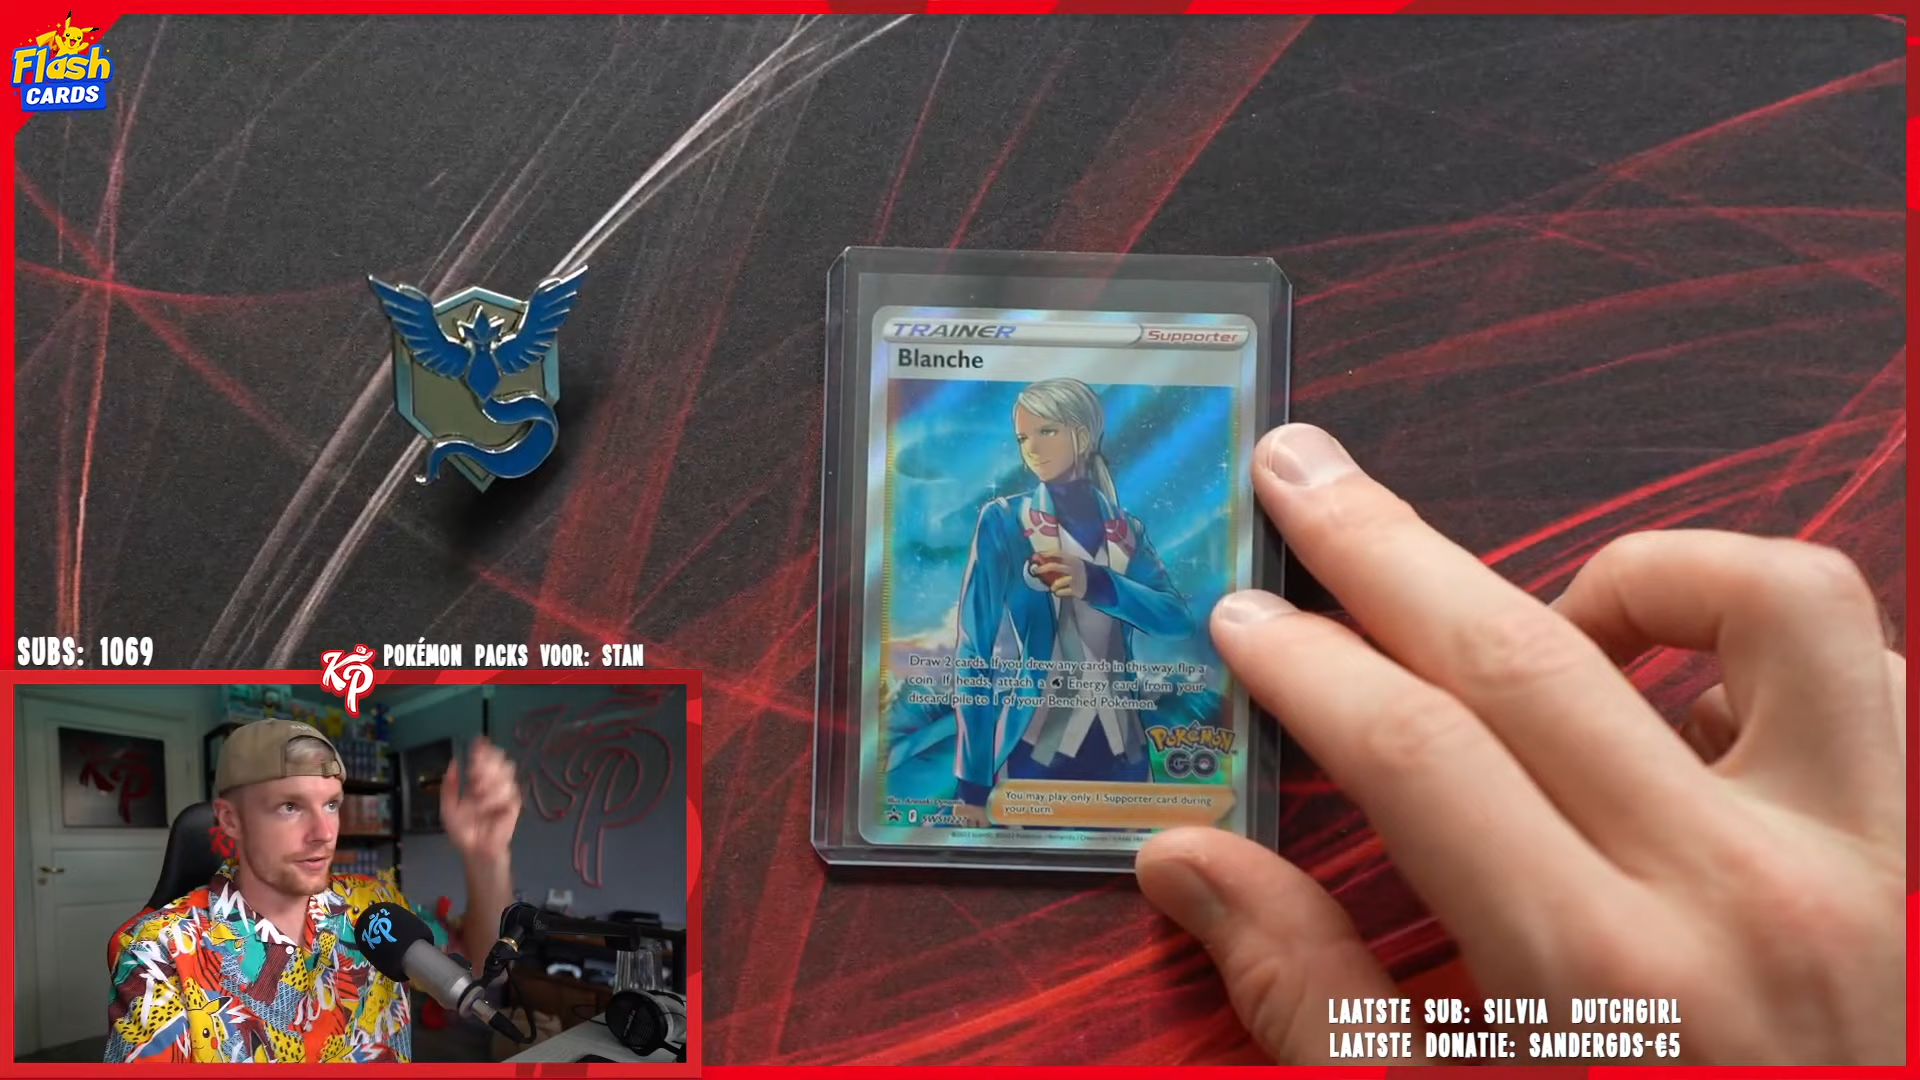 Flash
CARDS
TRAINER
Supporter
Blanche
Draw 2 cards. If you drew any cards in this way, flip a
coin. If heads, attach a Energy card from your
discard pile to 1 of your Benched Pokémon.
POKÉMON
GO
You may play only 1 Supporter card during
your turn.
SUBS: 1069
KP
POKÉMON PACKS VOOR: STAN
KP
KP
LAATSTE SUB: SILVIA DUTCHGIRL
LAATSTE DONATIE: SANDERGDS-€5